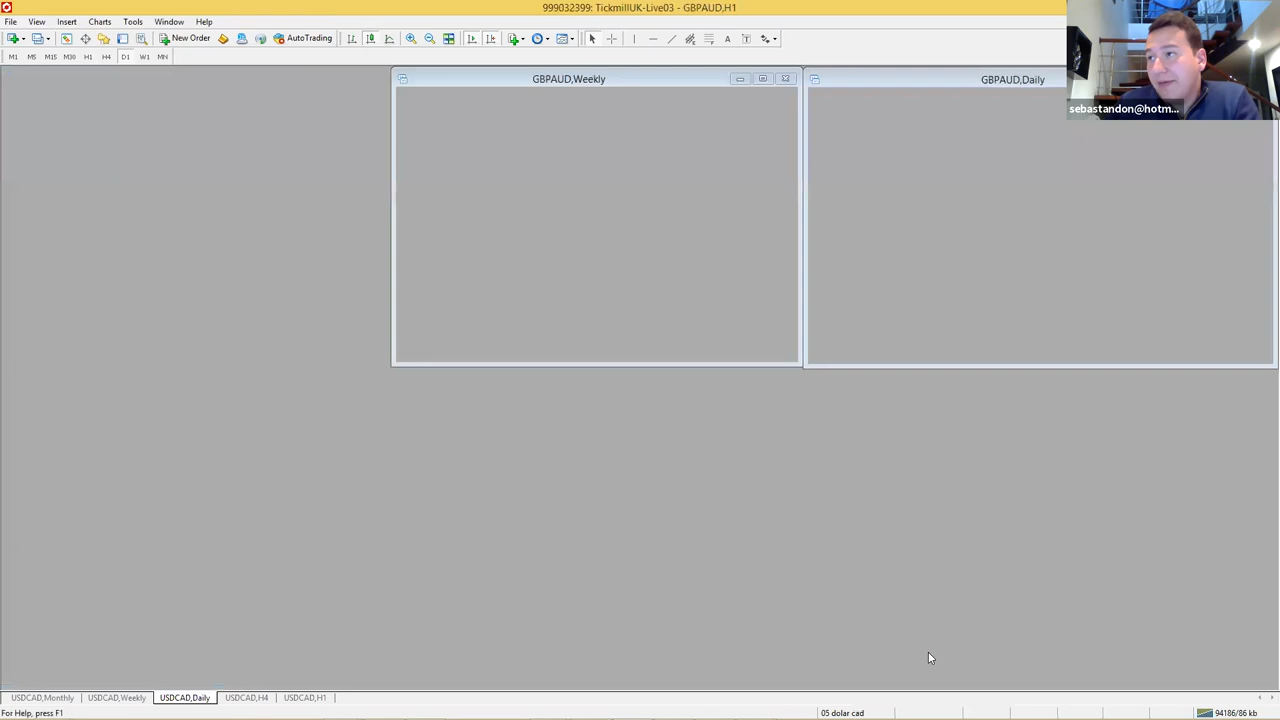 999032399: TickmillUK-Live03 - GBPAUD,H1
File View Insert Charts Tools Window Help
New Order AutoTrading
M1 M5 M15 M30 H1 H4 D1 W1 MN
GBPAUD,Weekly GBPAUD,Daily
sebastandon@hotm...
USDCAD,Monthly USDCAD,Weekly USDCAD,Daily USDCAD,H4 USDCAD,H1
For Help, press F1 05 dolar cad 94186/86 kb